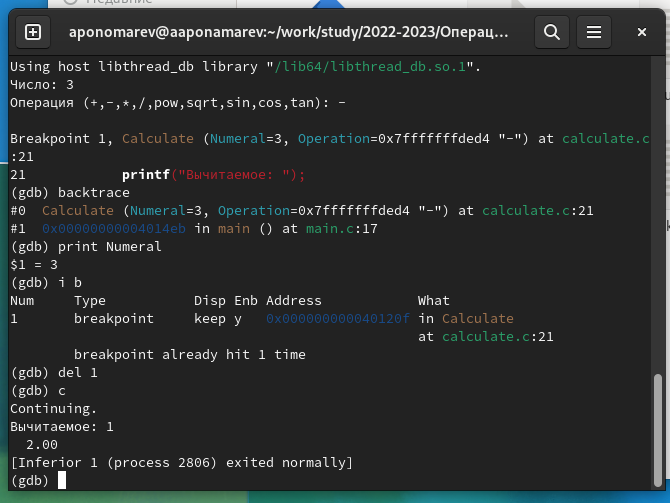 Недавние
aponomarev@aaponamarev:~/work/study/2022-2023/Операц...
Using host libthread_db library "/lib64/libthread_db.so.1".
Число: 3
Операция (+,-,*,/,pow,sqrt,sin,cos,tan): -
Breakpoint 1, Calculate (Numeral=3, Operation=0x7fffffffded4 "-") at calculate.c
:21
21 printf("Вычитаемое: ");
(gdb) backtrace
#0 Calculate (Numeral=3, Operation=0x7fffffffded4 "-") at calculate.c:21
#1 0x00000000004014eb in main () at main.c:17
(gdb) print Numeral
$1 = 3
(gdb) i b
Num Type Disp Enb Address What
1 breakpoint keep y 0x000000000040120f in Calculate
at calculate.c:21
breakpoint already hit 1 time
(gdb) del 1
(gdb) c
Continuing.
Вычитаемое: 1
2.00
[Inferior 1 (process 2806) exited normally]
(gdb)